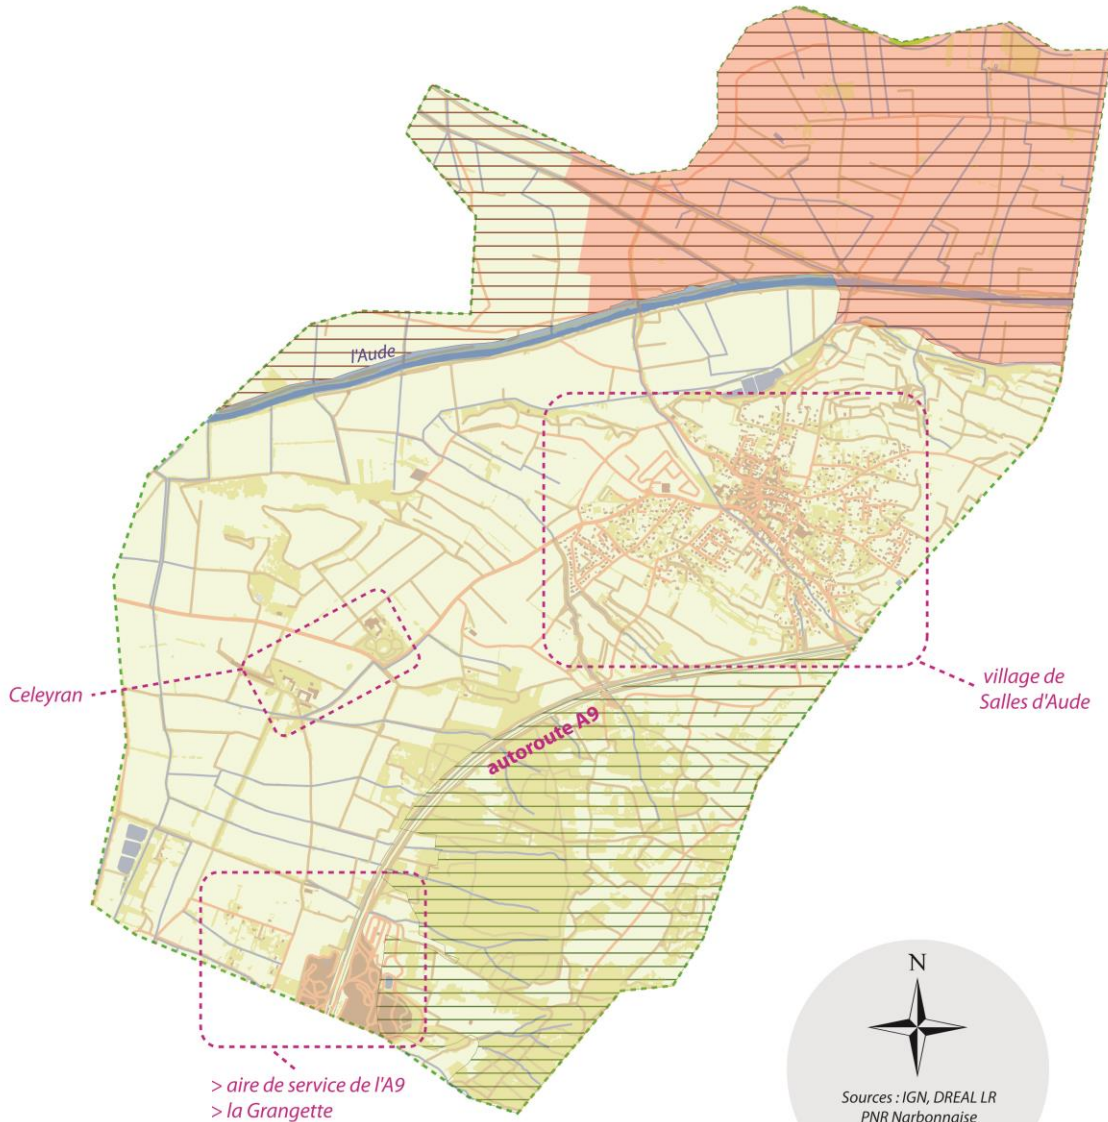 l'Aude
Celeyran
village de
Salles d'Aude
autoroute A9
> aire de service de l'A9
> la Grangette
N
Sources : IGN, DREAL LR
PNR Narbonnaise